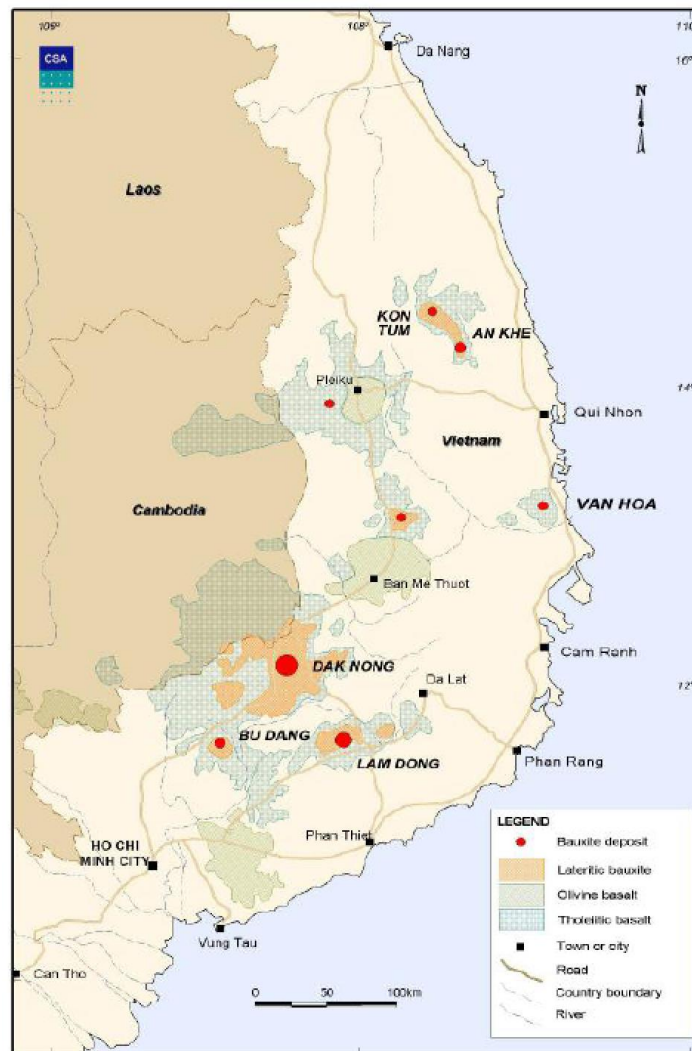 106°
108°
110
16°
CSA
Da Nang
N
Laos
KON
TUM
AN KHE
Pleiku
14°
Qui Nhon
Vietnam
VAN HOA
Cambodia
Ban Me Thuot
DAK NONG
Cam Ranh
Da Lat
12°
BU DANG
LAM DONG
Phan Rang
LEGEND
Bauxite deposit
Lateritic bauxite
Olivine basalt
Tholeiitic basalt
Town or city
Road
Country boundary
River
Phan Thiet
HO CHI
MINH CITY
Vung Tau
Can Tho
0 50 100km